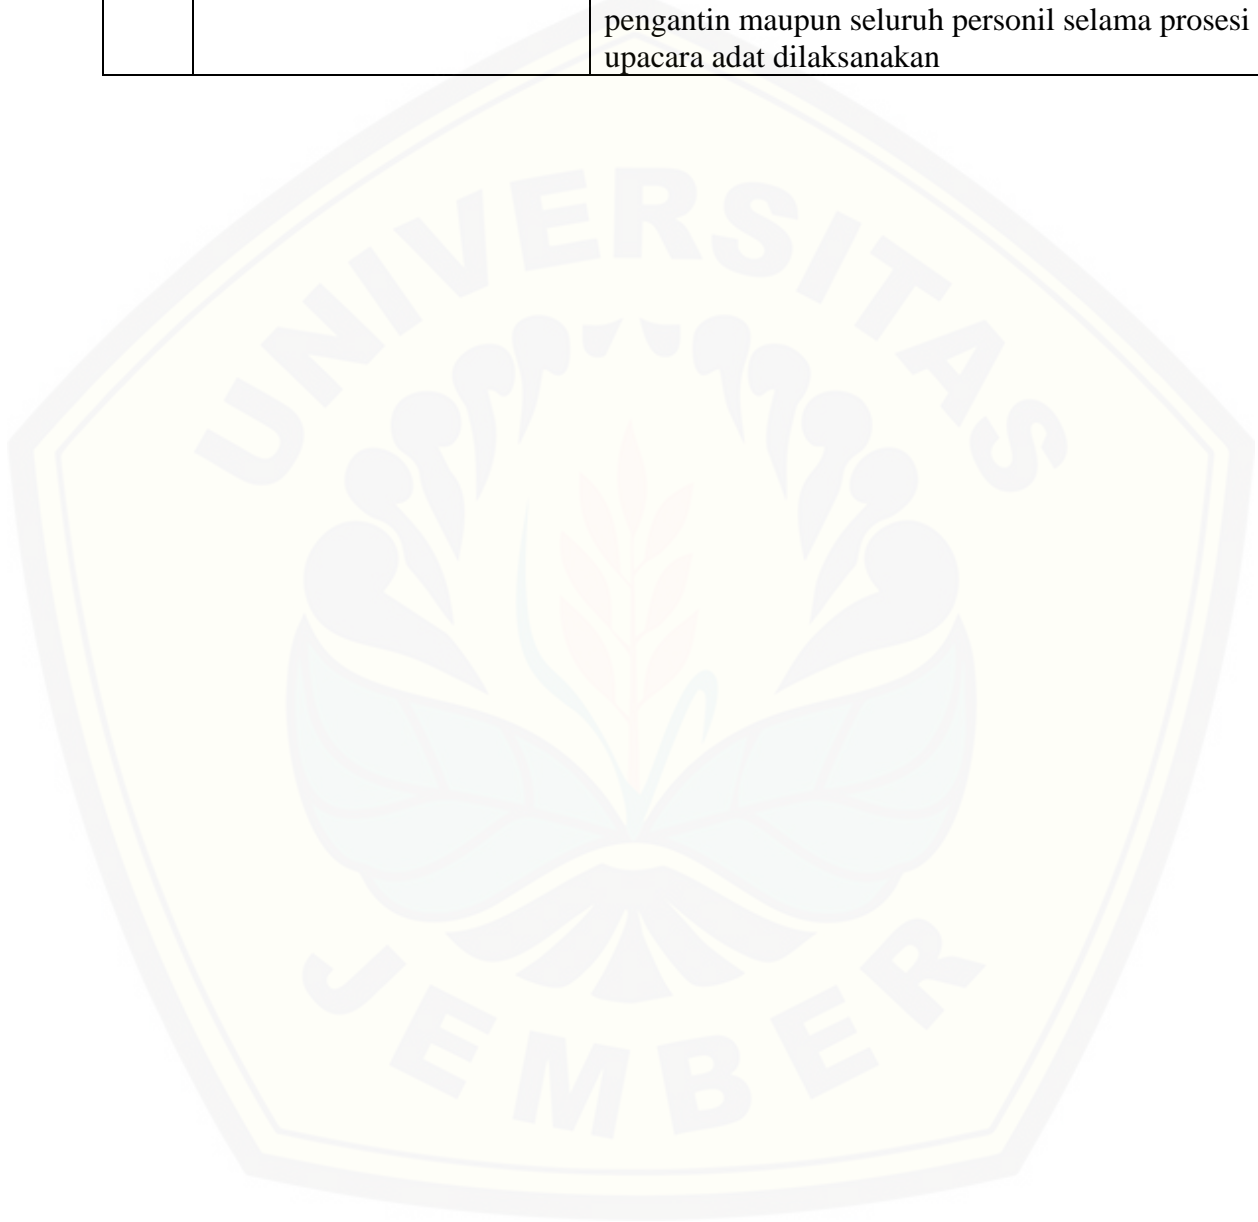 pengantin maupun seluruh personil selama prosesi
upacara adat dilaksanakan
UNIVERSITAS
JEMBER